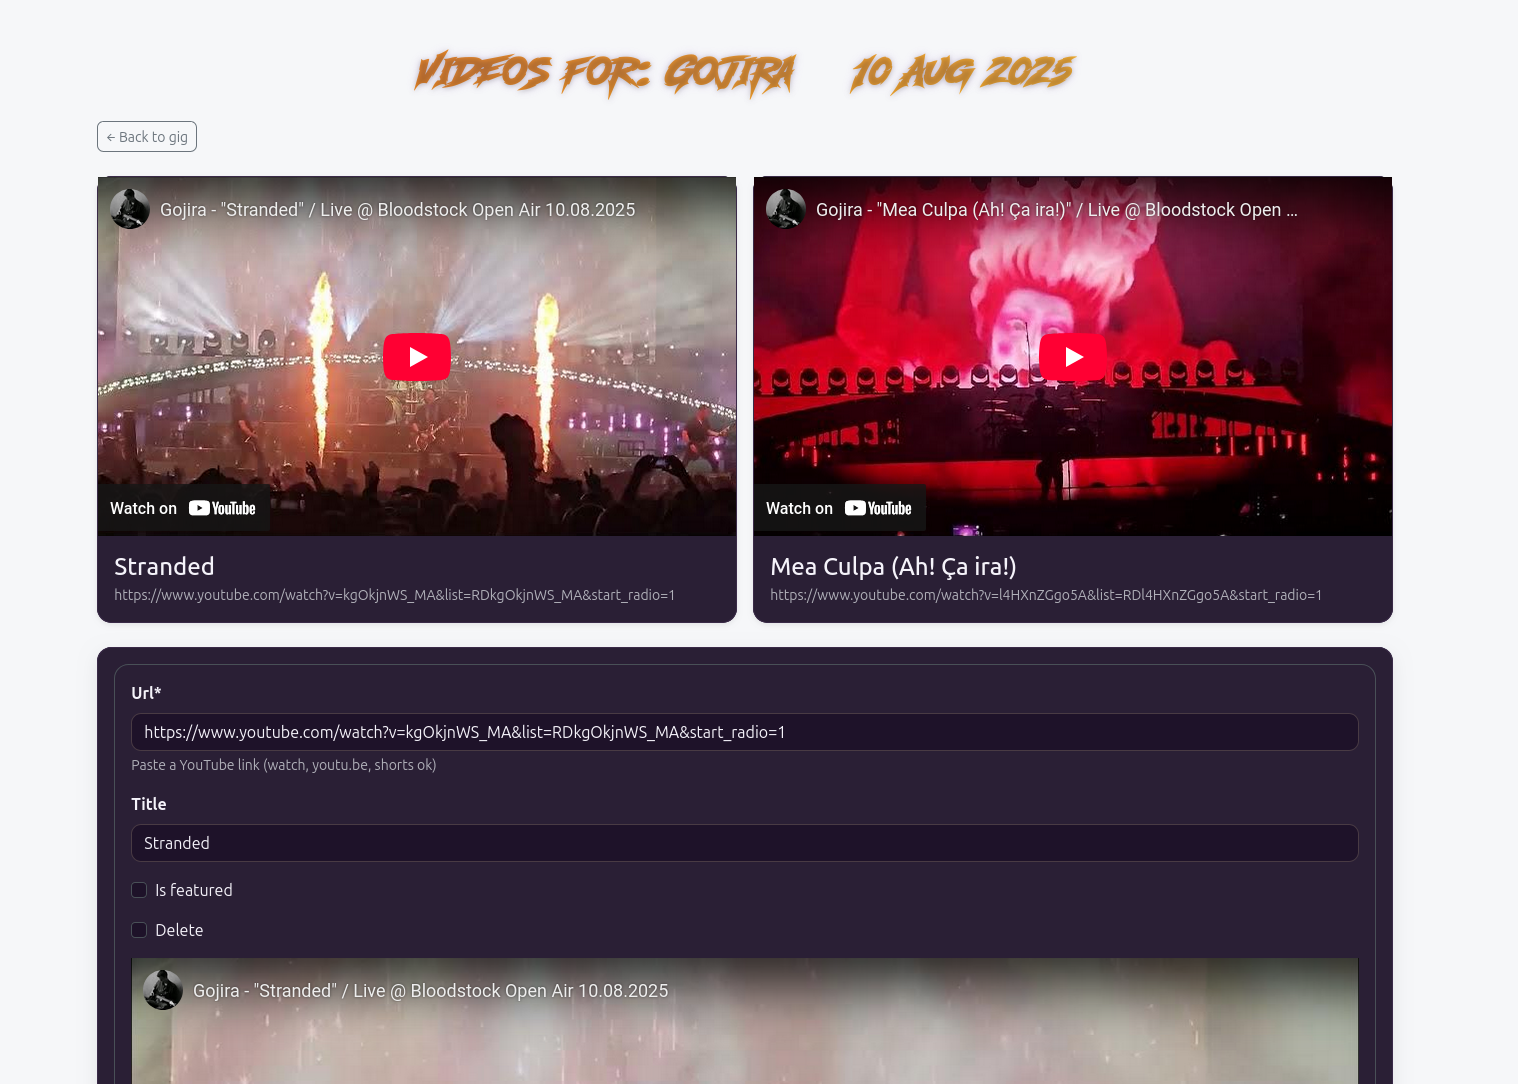 Videos for: Gojira 10 Aug 2025
← Back to gig
Gojira - "Stranded" / Live @ Bloodstock Open Air 10.08.2025
Gojira - "Mea Culpa (Ah! Ça ira!)" / Live @ Bloodstock Open ...
Watch on YouTube
Watch on YouTube
Stranded
https://www.youtube.com/watch?v=kgOkjnWS_MA&list=RDkgOkjnWS_MA&start_radio=1
Mea Culpa (Ah! Ça ira!)
https://www.youtube.com/watch?v=l4HXnZGgo5A&list=RDl4HXnZGgo5A&start_radio=1
Url*
https://www.youtube.com/watch?v=kgOkjnWS_MA&list=RDkgOkjnWS_MA&start_radio=1
Paste a YouTube link (watch, youtu.be, shorts ok)
Title
Stranded
Is featured
Delete
Gojira - "Stranded" / Live @ Bloodstock Open Air 10.08.2025